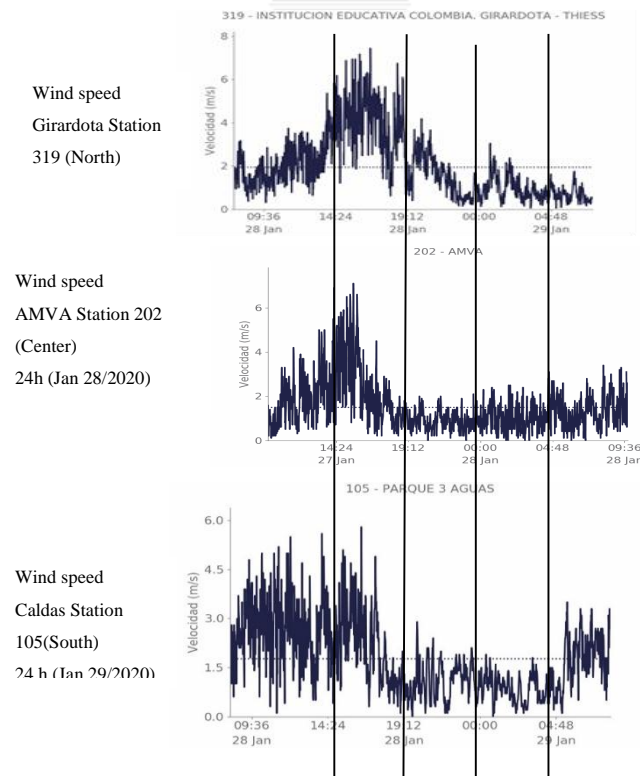 319 - INSTITUCION EDUCATIVA COLOMBIA. GIRARDOTA - THIESS
Wind speed
Girardota Station
319 (North)
Velocidad (m/s)
8
6
4
2
0
09:36 14:24 19:12 00:00 04:48
28 Jan 28 Jan 29 Jan
202 - AMVA
Wind speed
AMVA Station 202
(Center)
24h (Jan 28/2020)
Velocidad (m/s)
6
4
2
0
14:24 19:12 00:00 04:48 09:36
27 Jan 28 Jan 28 Jan
105 - PARQUE 3 AGUAS
Wind speed
Caldas Station
105(South)
24 h (Jan 29/2020)
Velocidad (m/s)
6.0
4.5
3.0
1.5
0.0
09:36 14:24 19:12 00:00 04:48
28 Jan 28 Jan 29 Jan